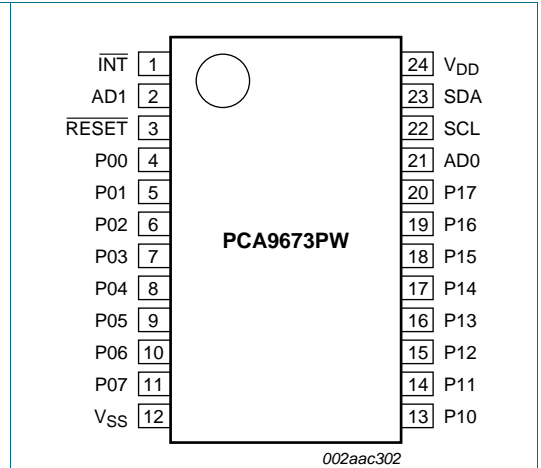 INT 1 24 VDD
AD1 2 23 SDA
RESET 3 22 SCL
P00 4 21 AD0
P01 5 20 P17
P02 6 19 P16
PCA9673PW
P03 7 18 P15
P04 8 17 P14
P05 9 16 P13
P06 10 15 P12
P07 11 14 P11
VSS 12 13 P10
002aac302